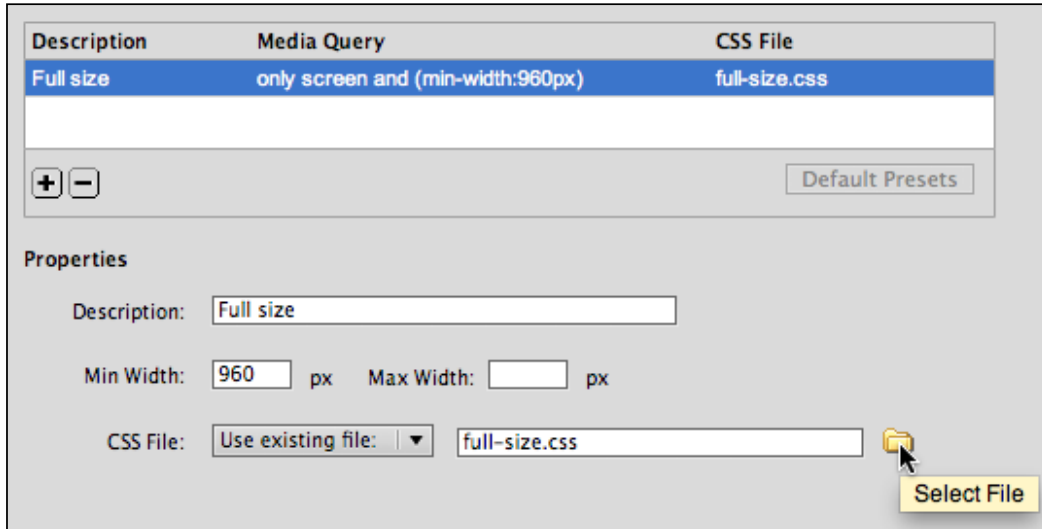 Description Media Query CSS File
Full size only screen and (min-width:960px) full-size.css
Default Presets
Properties
Description: Full size
Min Width: 960 px Max Width: px
CSS File: Use existing file: full-size.css
Select File